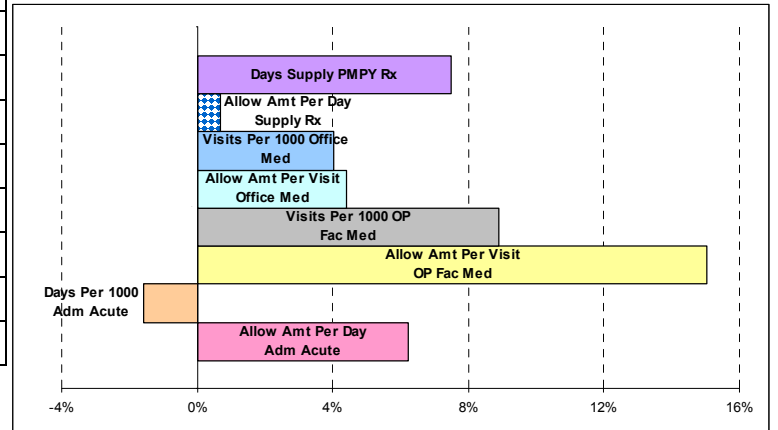 Days Supply PMPY Rx
Allow Amt Per Day
Supply Rx
Visits Per 1000 Office
Med
Allow Amt Per Visit
Office Med
Visits Per 1000 OP
Fac Med
Allow Amt Per Visit
OP Fac Med
Days Per 1000
Adm Acute
Allow Amt Per Day
Adm Acute
-4% 0% 4% 8% 12% 16%